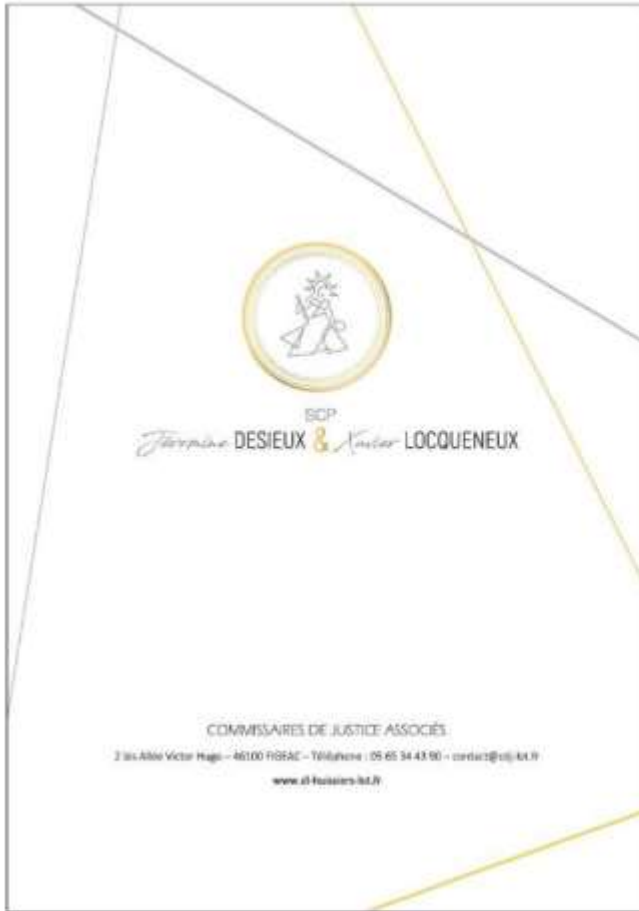 SCP
DESIEUX & Xavier LOCQUENEUX
COMMISSAIRES DE JUSTICE ASSOCIÉS
2 bis Allée Victor Hugo – 46100 FIGEAC – Téléphone : 05 65 34 43 90 –